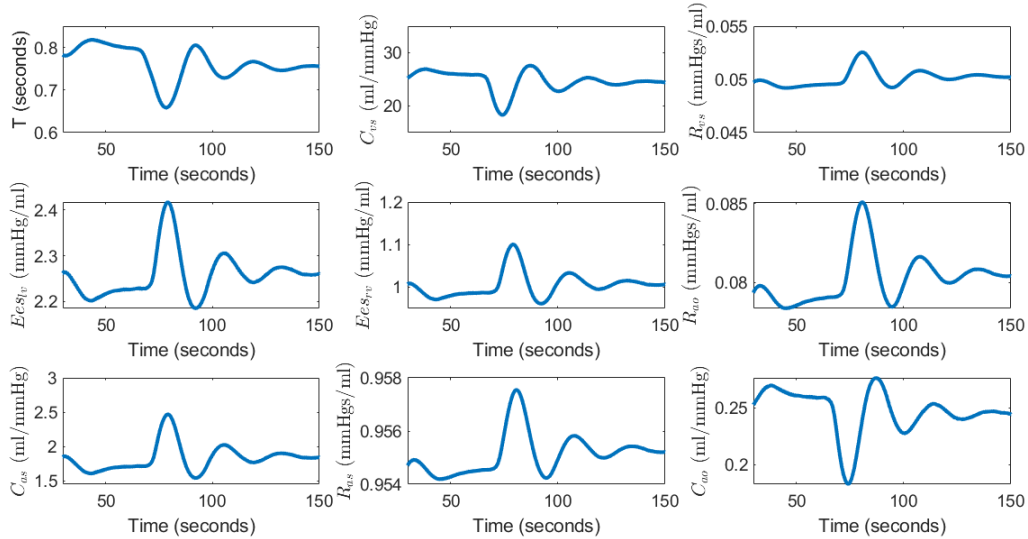 T (seconds)
0.8
0.7
0.6
50 100 150
Time (seconds)
C_vs (ml/mmHg)
30
20
50 100 150
Time (seconds)
R_vs (mmHgs/ml)
0.055
0.05
0.045
50 100 150
Time (seconds)
Ees_lv (mmHg/ml)
2.4
2.3
2.2
50 100 150
Time (seconds)
Ees_rv (mmHg/ml)
1.2
1.1
1
50 100 150
Time (seconds)
R_ao (mmHgs/ml)
0.085
0.08
50 100 150
Time (seconds)
C_as (ml/mmHg)
3
2.5
2
1.5
50 100 150
Time (seconds)
R_as (mmHgs/ml)
0.958
0.956
0.954
50 100 150
Time (seconds)
C_ao (ml/mmHg)
0.25
0.2
50 100 150
Time (seconds)